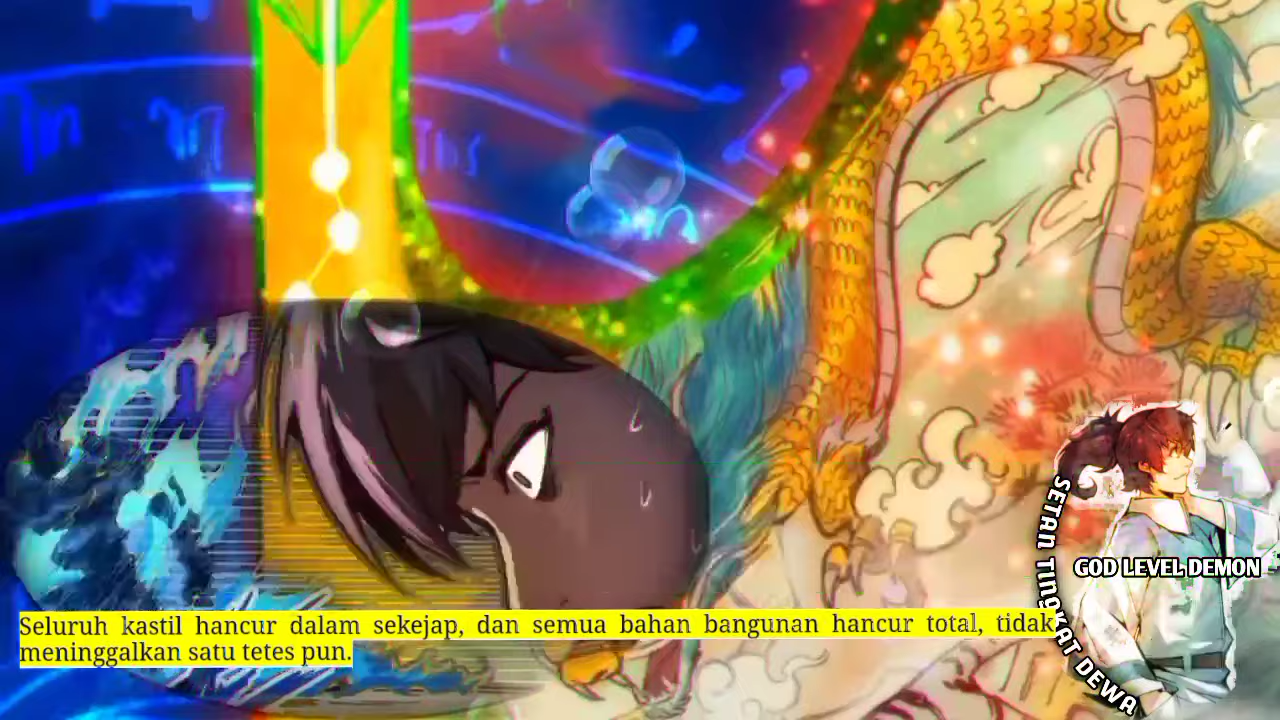 Seluruh kastil hancur dalam sekejap, dan semua bahan bangunan hancur total, tidak
meninggalkan satu tetes pun.
GOD LEVEL DEMON
SETAN TINGKAT DEWA